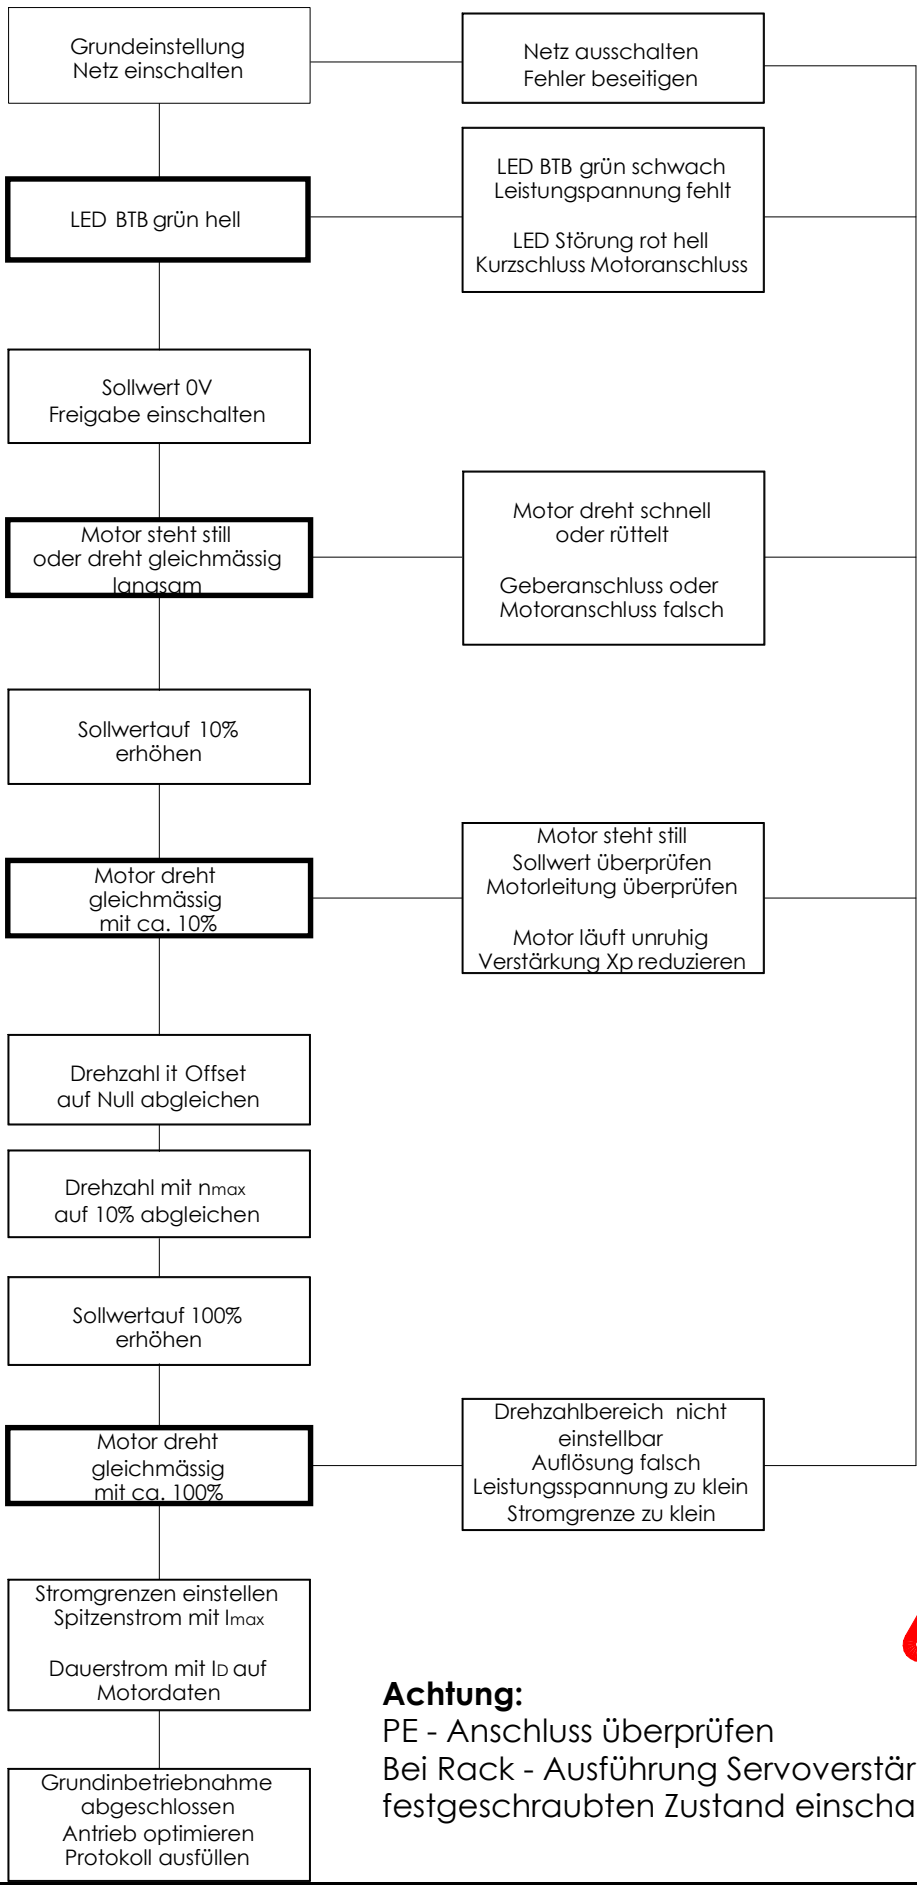 Grundeinstellung
Netz einschalten
Netz ausschalten
Fehler beseitigen
LED BTB grün hell
LED BTB grün schwach
Leistungspannung fehlt
LED Störung rot hell
Kurzschluss Motoranschluss
Sollwert 0V
Freigabe einschalten
Motor steht still
oder dreht gleichmässig
langsam
Motor dreht schnell
oder rüttelt
Geberanschluss oder
Motoranschluss falsch
Sollwertauf 10%
erhöhen
Motor dreht
gleichmässig
mit ca. 10%
Motor steht still
Sollwert überprüfen
Motorleitung überprüfen
Motor läuft unruhig
Verstärkung Xp reduzieren
Drehzahl it Offset
auf Null abgleichen
Drehzahl mit nmax
auf 10% abgleichen
Sollwertauf 100%
erhöhen
Motor dreht
gleichmässig
mit ca. 100%
Drehzahlbereich nicht
einstellbar
Auflösung falsch
Leistungsspannung zu klein
Stromgrenze zu klein
Stromgrenzen einstellen
Spitzenstrom mit Imax
Dauerstrom mit ID auf
Motordaten
Grundinbetriebnahme
abgeschlossen
Antrieb optimieren
Protokoll ausfüllen
Achtung:
PE - Anschluss überprüfen
Bei Rack - Ausführung Servoverstär
festgeschraubten Zustand einscha